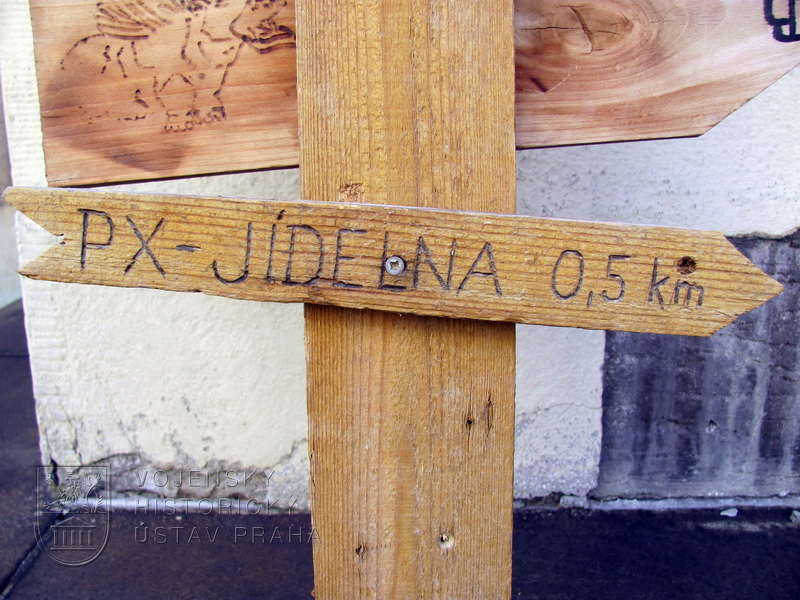 PX-JÍDELNA 0,5 km
VOJENSKÝ
HISTORICKÝ
ÚSTAV PRAHA